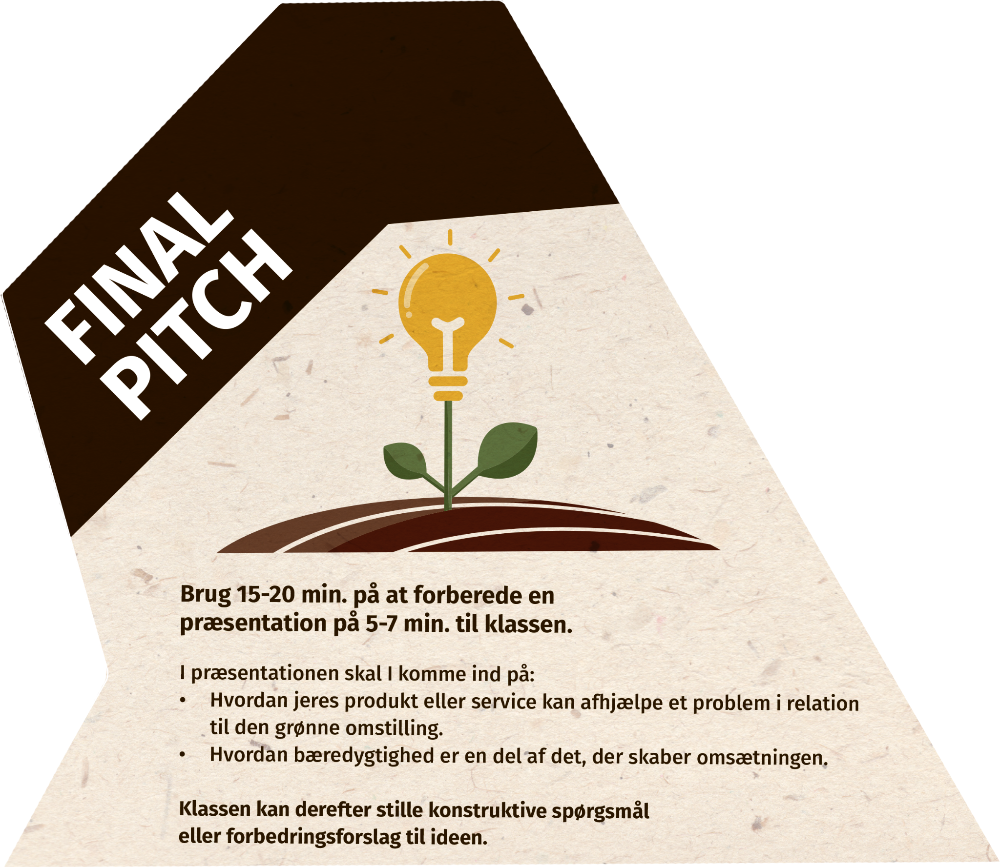 FINAL
PITCH
Brug 15-20 min. på at forberede en
præsentation på 5-7 min. til klassen.
I præsentationen skal I komme ind på:
• Hvordan jeres produkt eller service kan afhjælpe et problem i relation
til den grønne omstilling.
• Hvordan bæredygtighed er en del af det, der skaber omsætningen.
Klassen kan derefter stille konstruktive spørgsmål
eller forbedringsforslag til ideen.